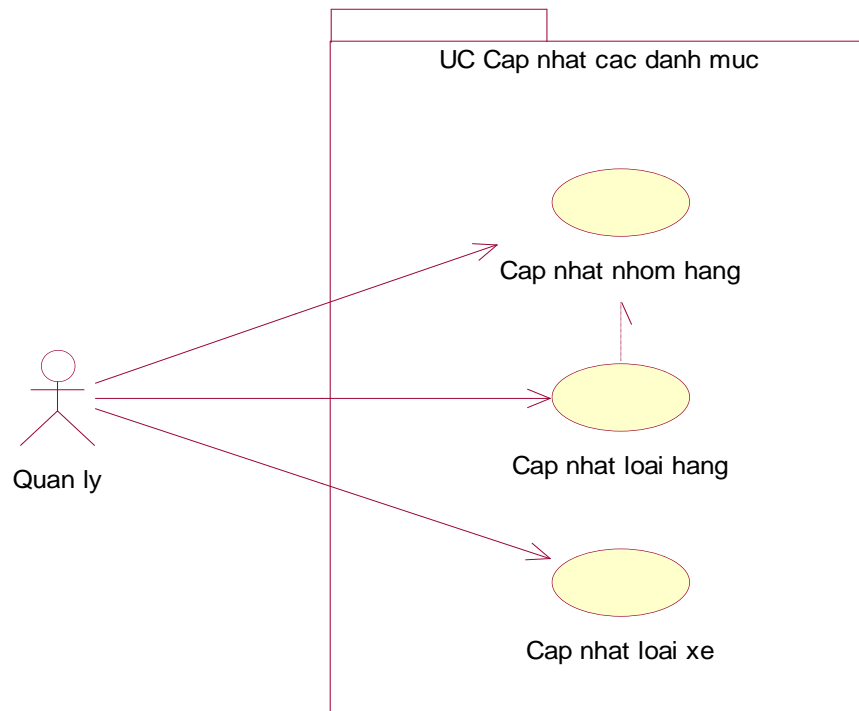 UC Cap nhat cac danh muc
Cap nhat nhom hang
Cap nhat loai hang
Quan ly
Cap nhat loai xe